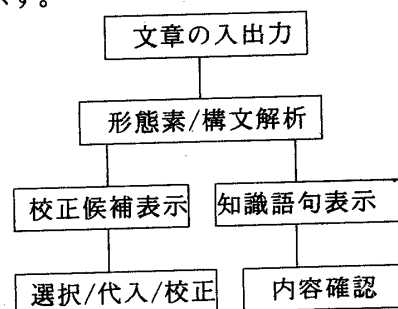 す。
文章の入出力
形態素/構文解析
校正候補表示 知識語句表示
選択/代入/校正 内容確認